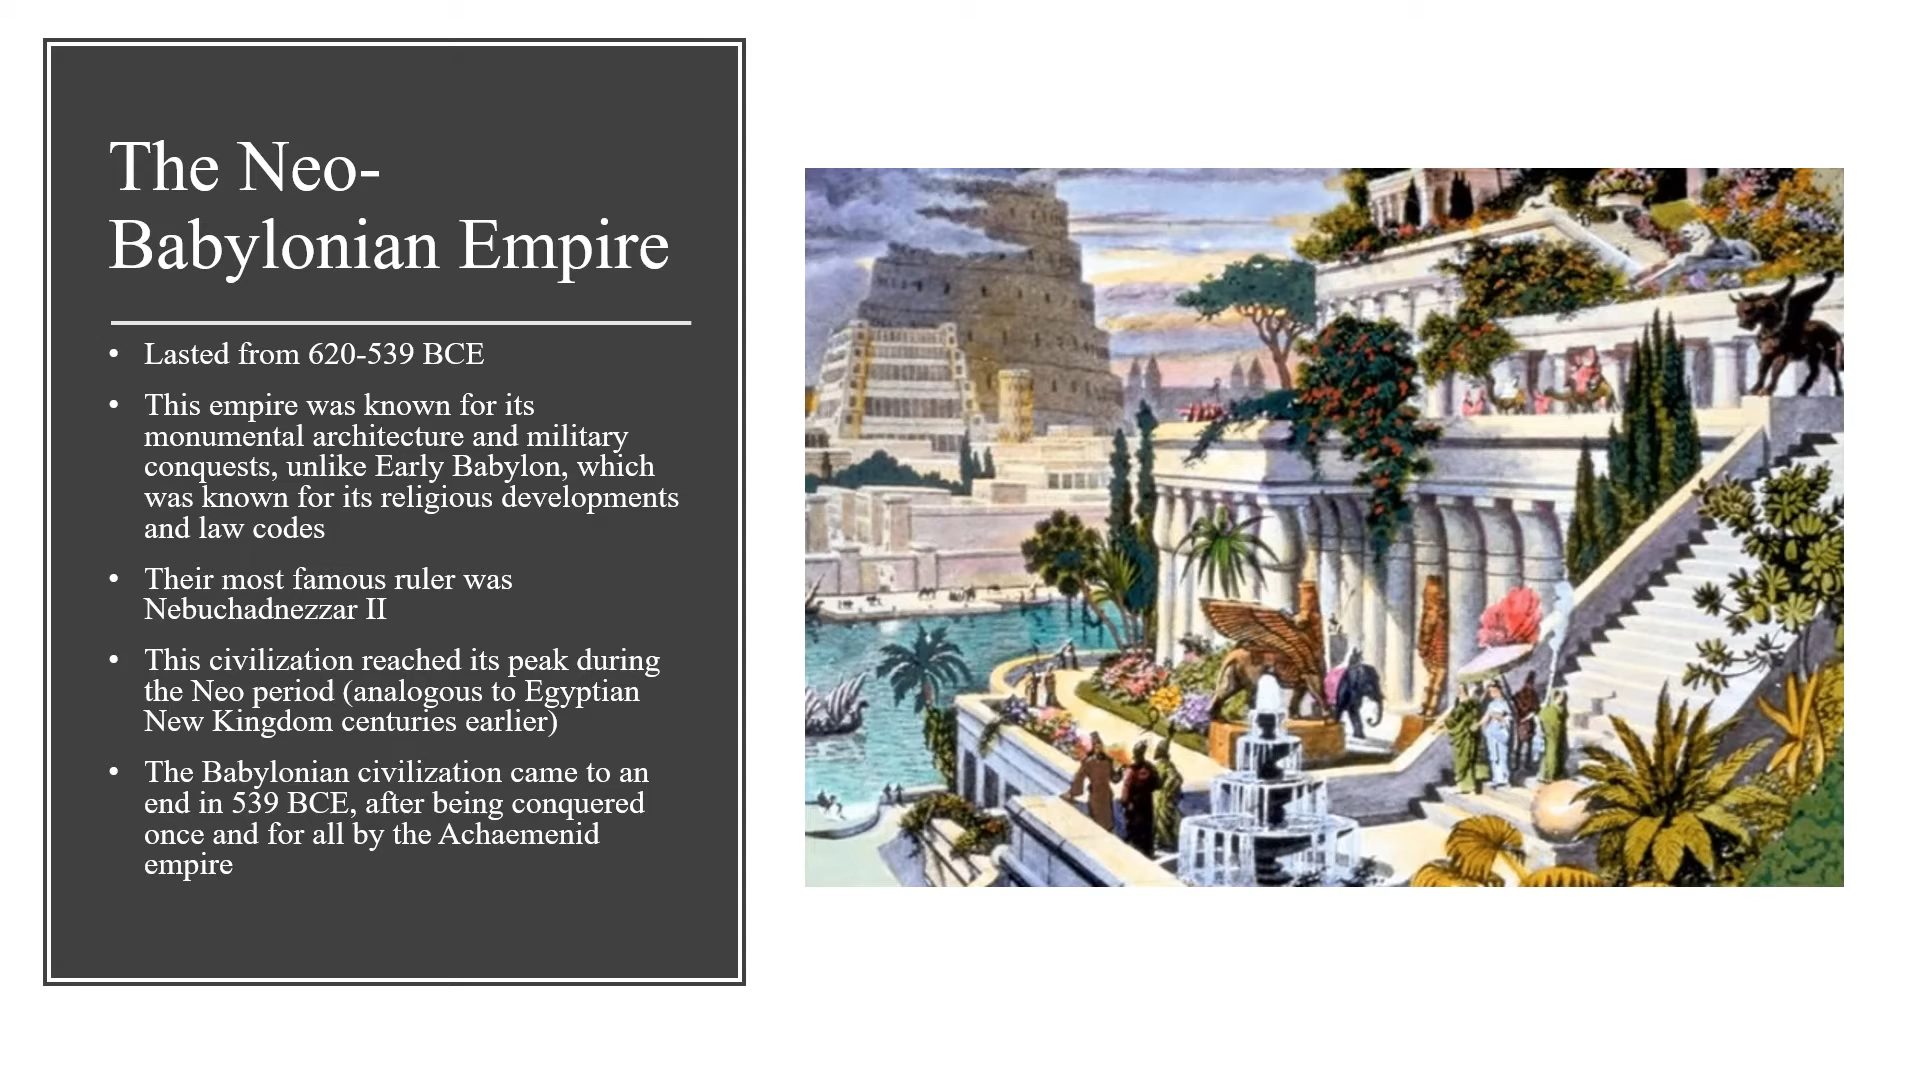 The Neo-
Babylonian Empire
• Lasted from 620-539 BCE
• This empire was known for its
monumental architecture and military
conquests, unlike Early Babylon, which
was known for its religious developments
and law codes
• Their most famous ruler was
Nebuchadnezzar II
• This civilization reached its peak during
the Neo period (analogous to Egyptian
New Kingdom centuries earlier)
• The Babylonian civilization came to an
end in 539 BCE, after being conquered
once and for all by the Achaemenid
empire